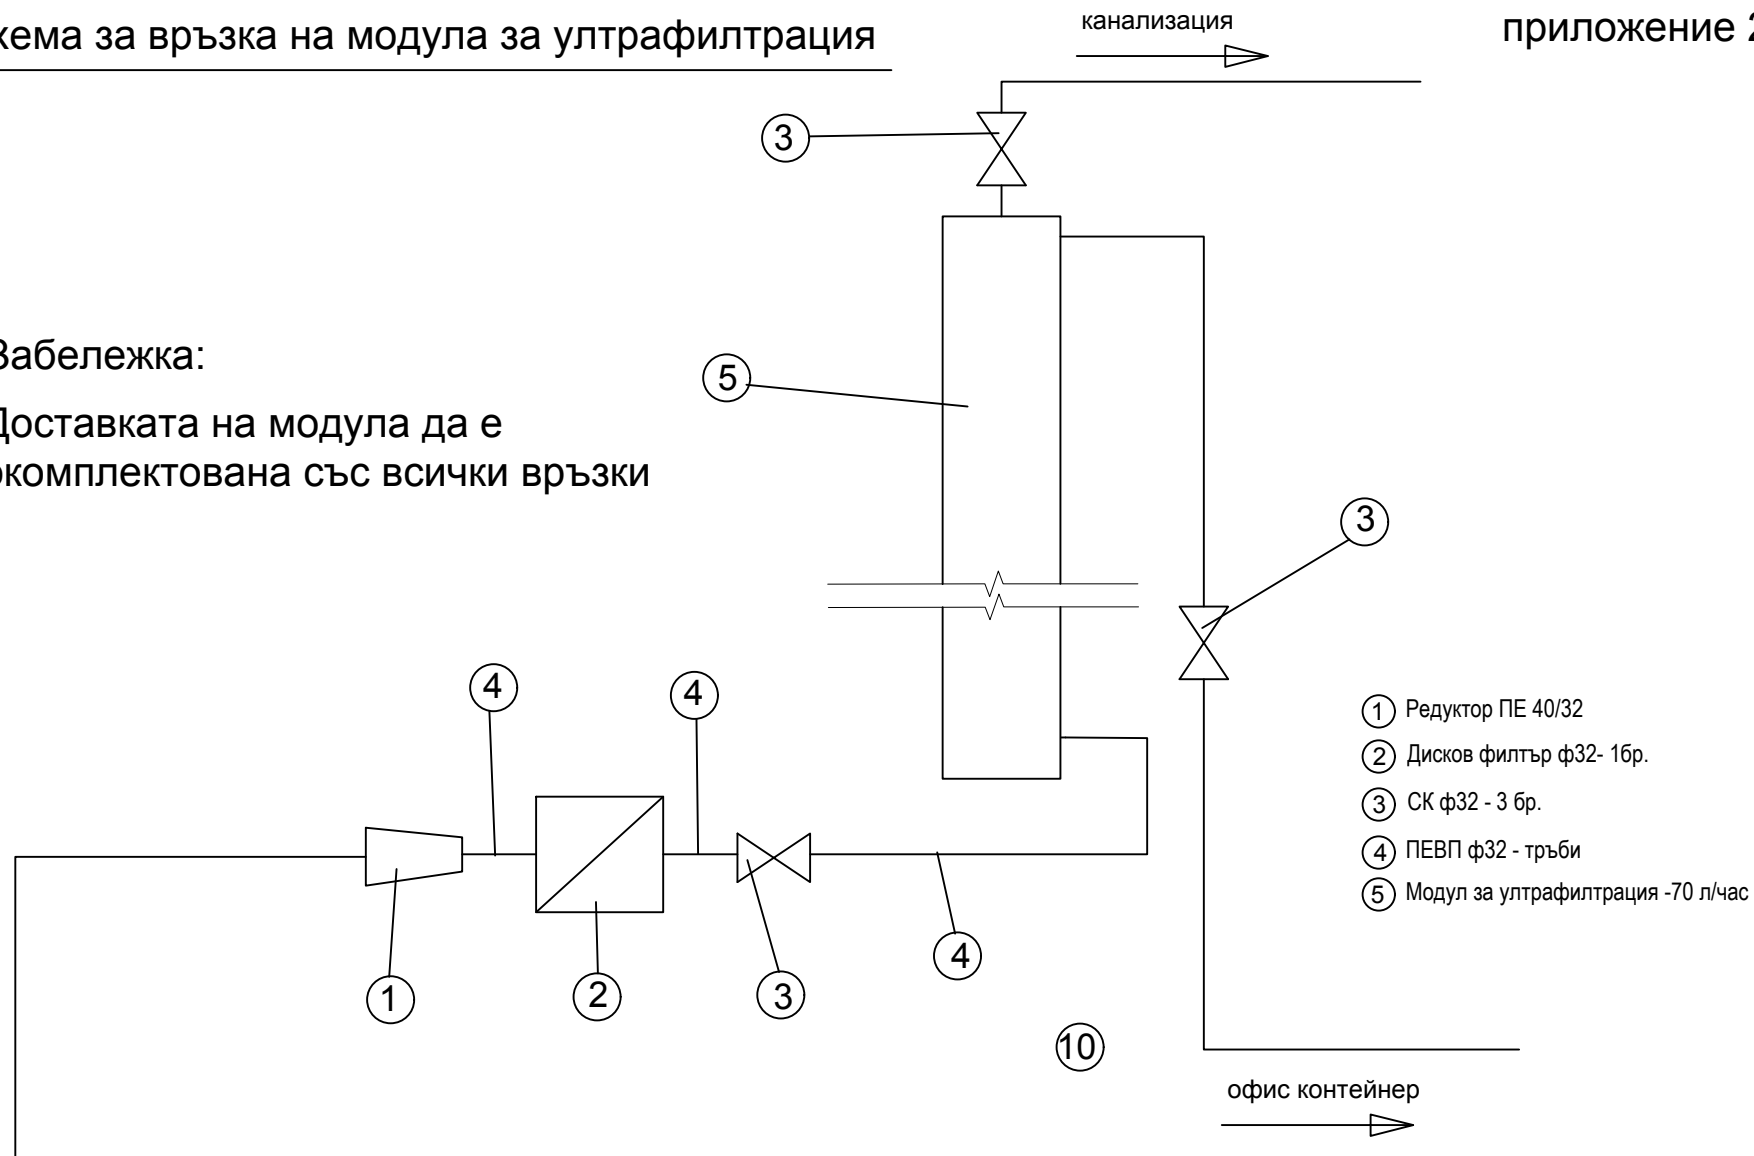 хема за връзка на модула за ултрафилтрация
канализация
приложение 2
3
Забележка:
5
Доставката на модула да е
окомплектована със всички връзки
3
4
4
1 Редуктор ПЕ 40/32
2 Дисков филтър ф32- 1бр.
3 СК ф32 - 3 бр.
4 ПЕВП ф32 - тръби
5 Модул за ултрафилтрация -70 л/час
4
1
2
3
10
офис контейнер